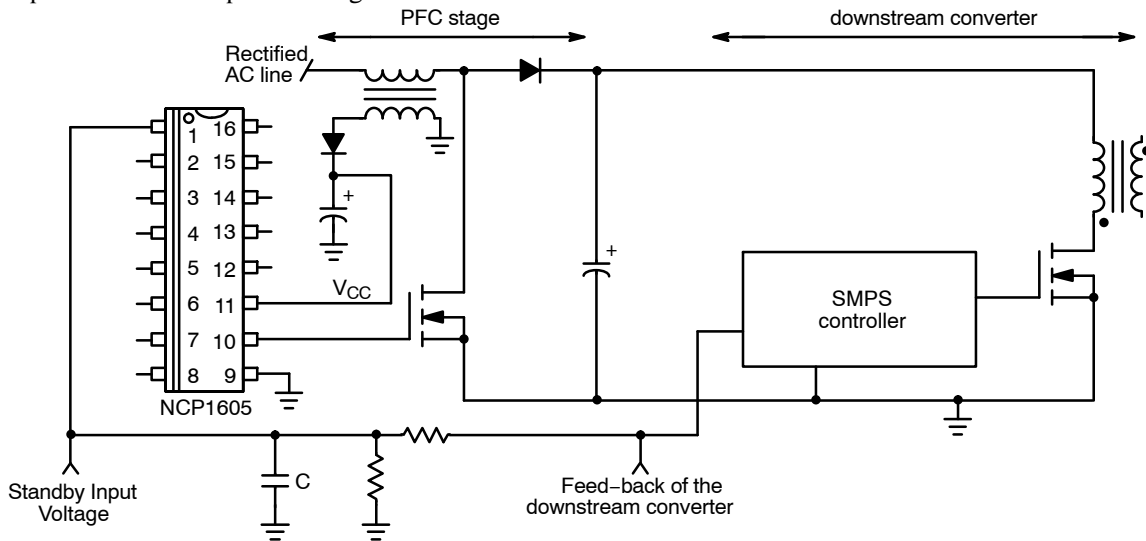 PFC stage
downstream converter
Rectified
AC line
1
16
2
15
3
14
4
13
5
12
6
11
7
10
8
9
NCP1605
VCC
+
+
SMPS
controller
C
Standby Input
Voltage
Feed−back of the
downstream converter